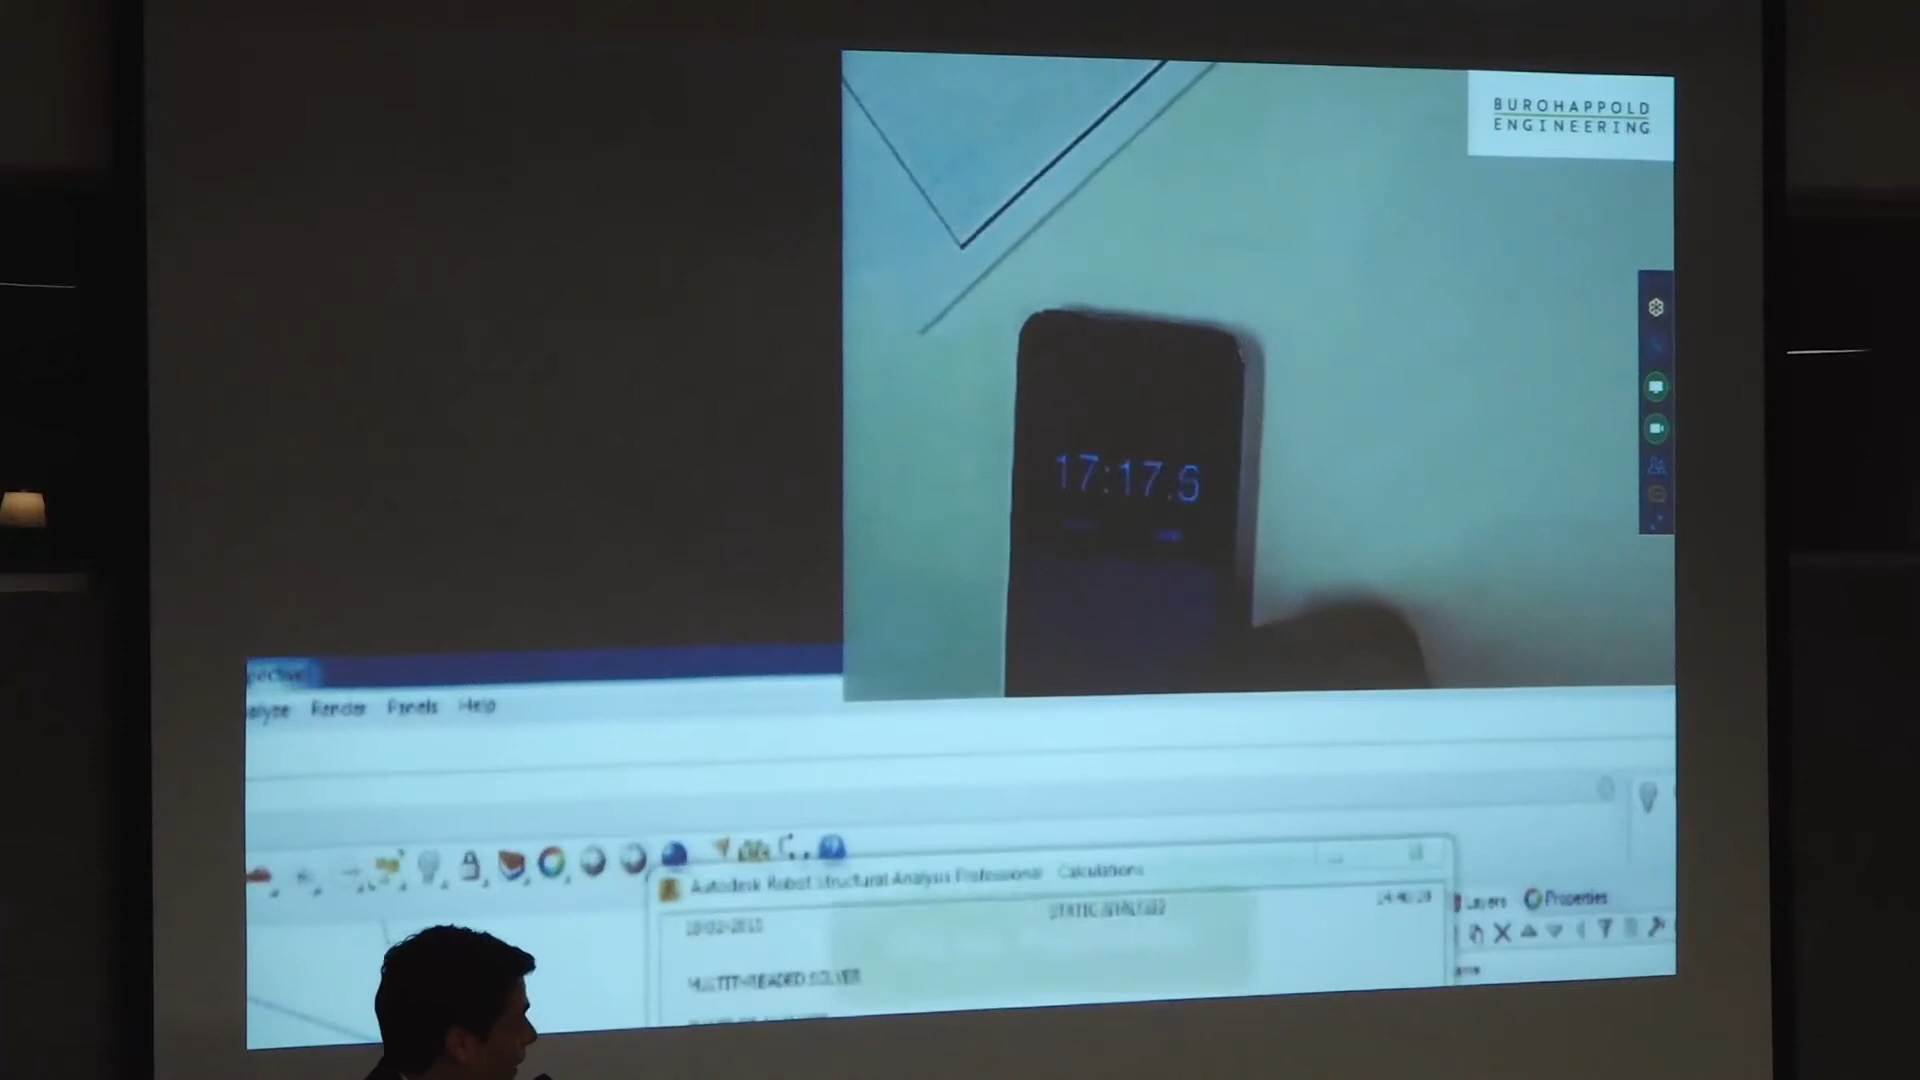 BUROHAPPOLD
ENGINEERING
17:17.6
Render Panels Help
Autodesk Robot Structural Analysis Professional Calculations
STATIC ANALYSIS
MULTITHREADED SOLVER
Layers Properties